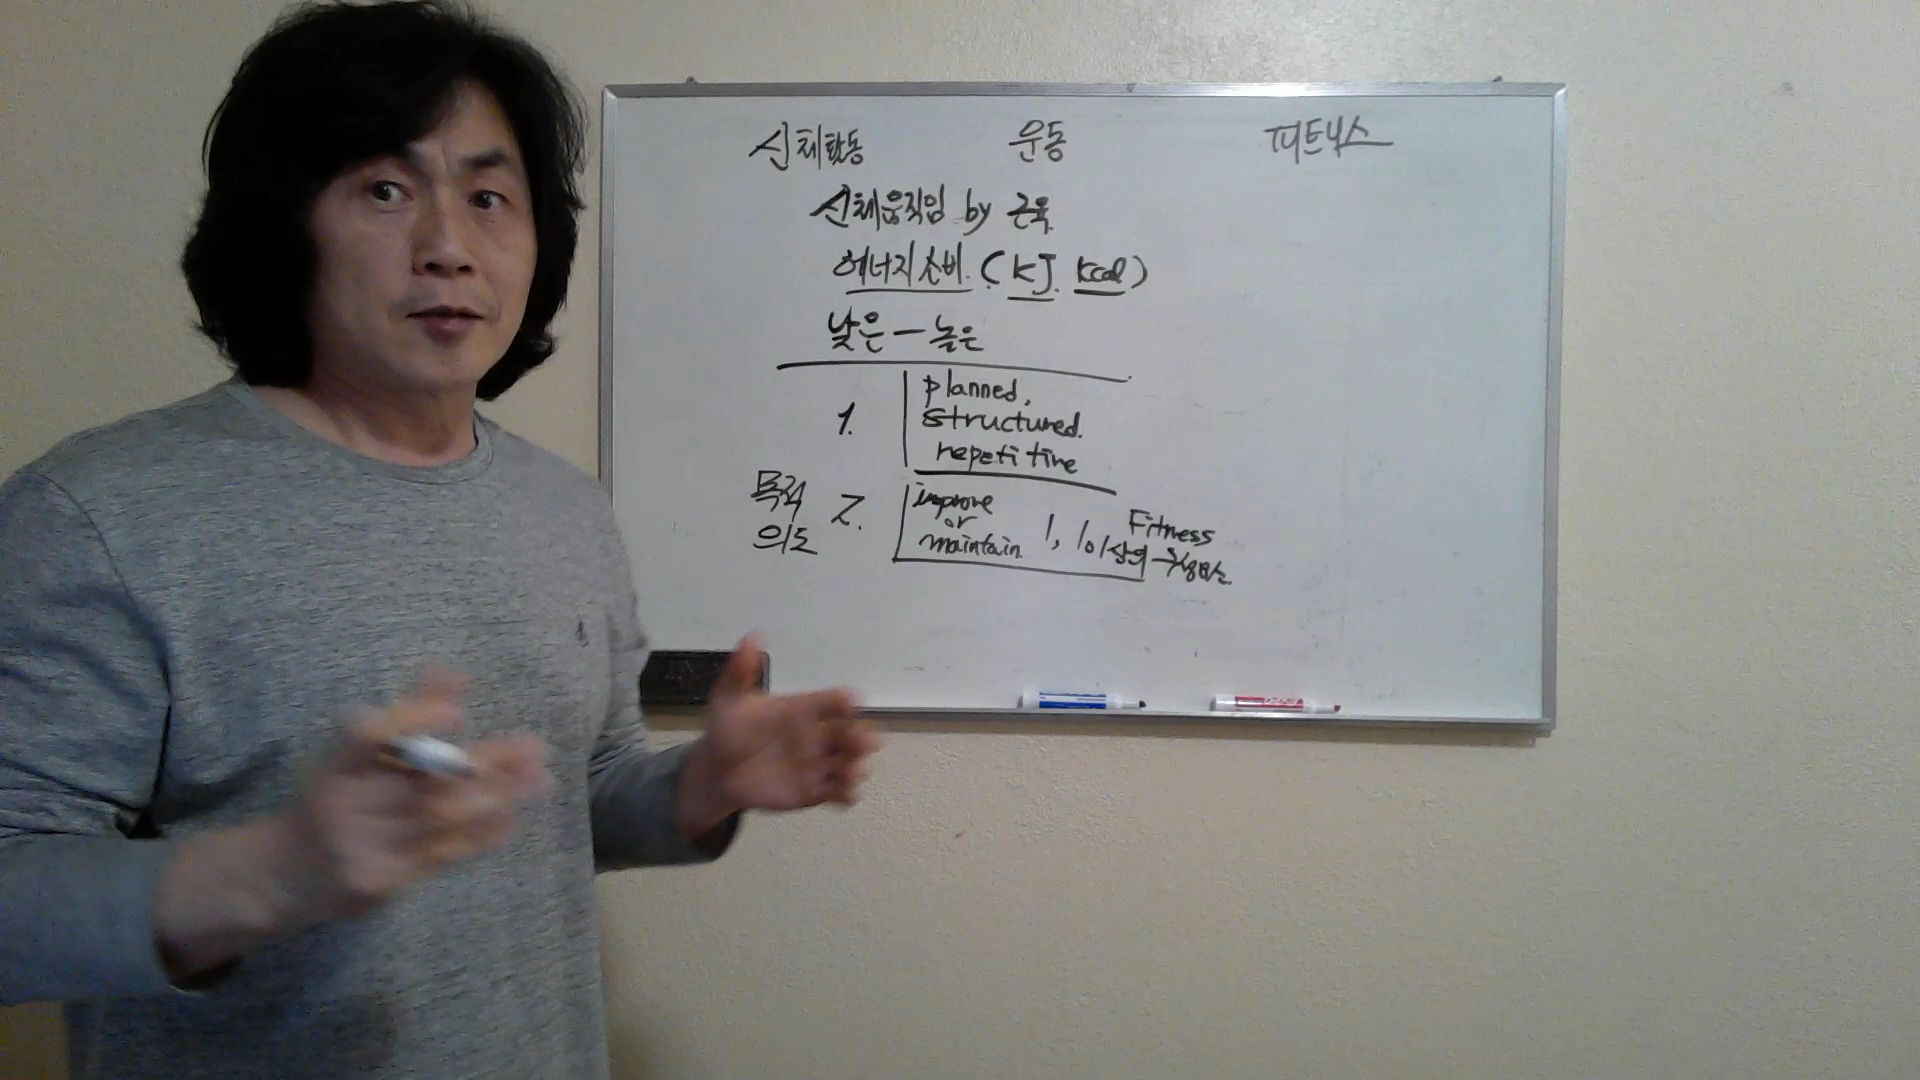 신체활동 운동 피트니스
신체움직임 by 근육
에너지소비. (KJ. Kcal)
낮은 — 높은
1. planned,
structured.
repetitive
목적 의도 2. improve
or
maintain 1, 1이상의 Fitness
구성요소.